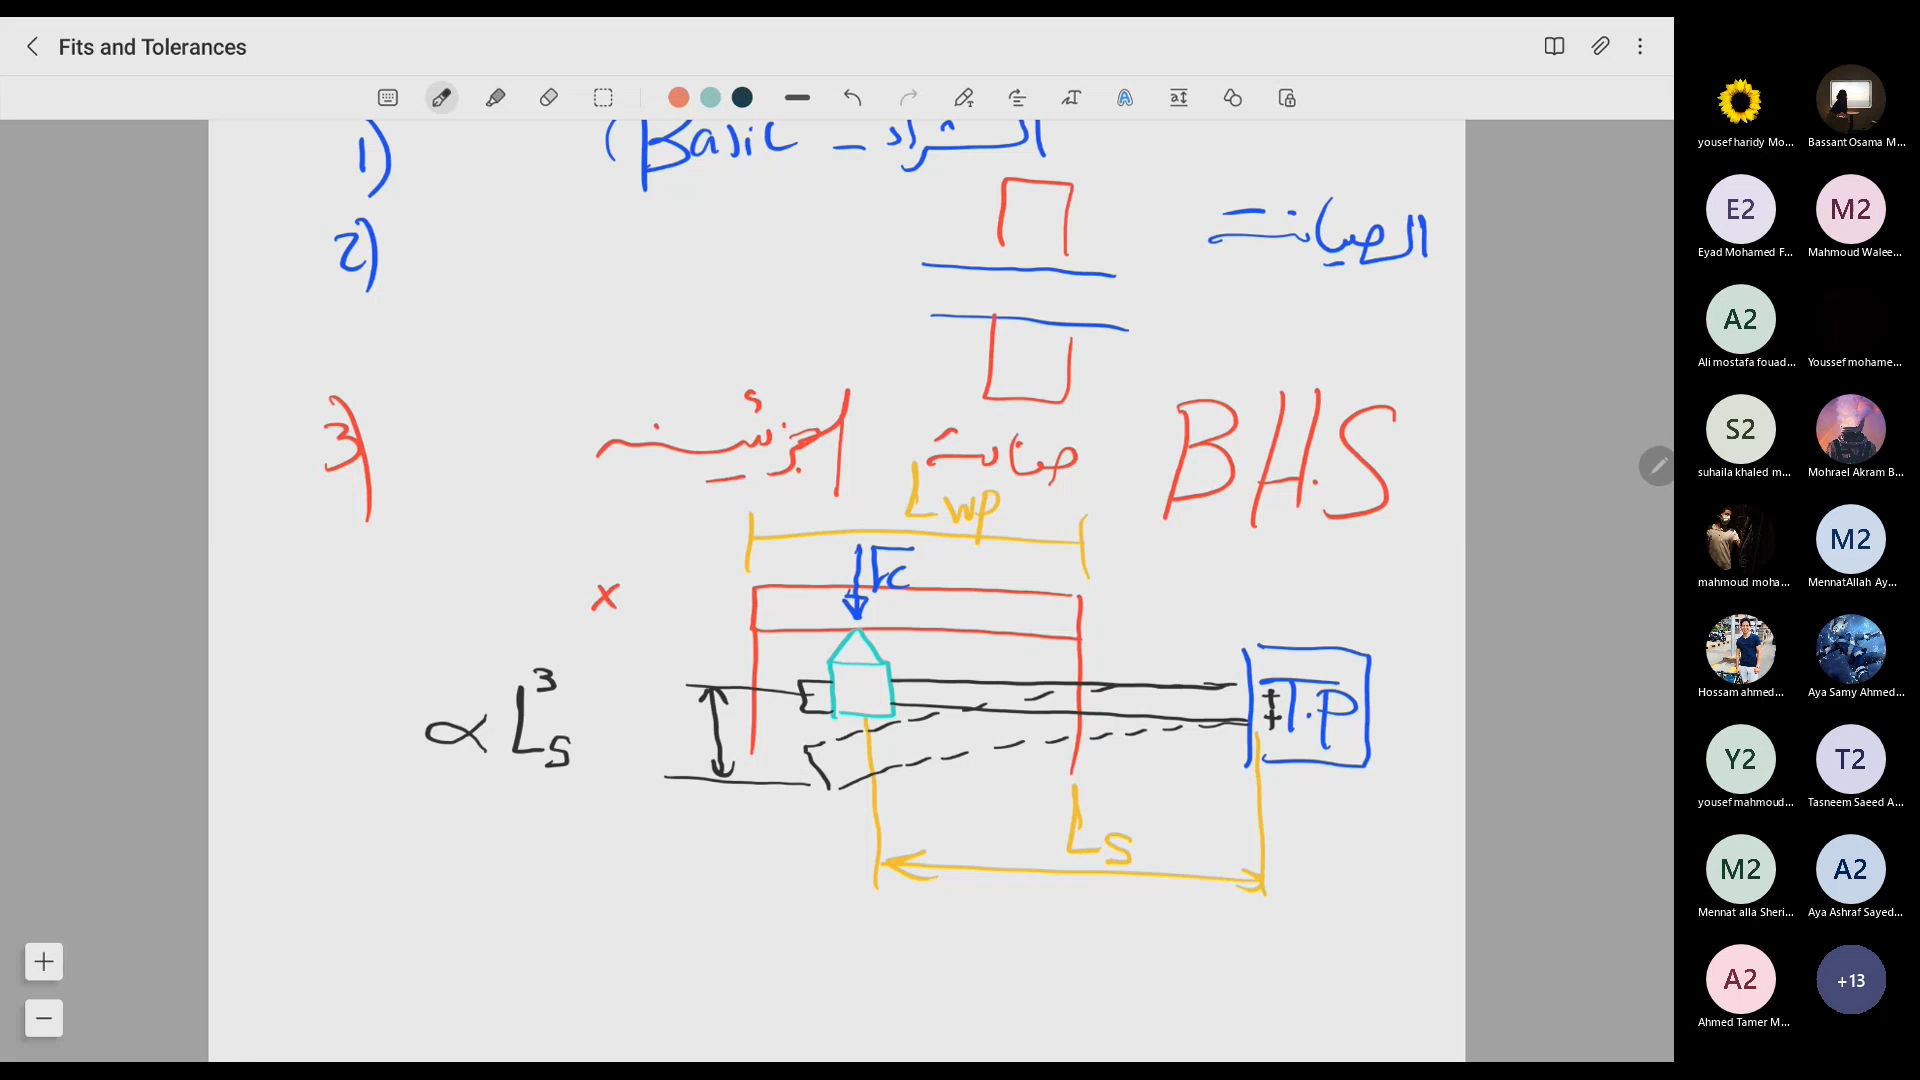 Fits and Tolerances
1) (Basic –
2) الصيانة
3) صيانة B.H.S
Lwp
Fc
x
∝ Ls³
T.P
Ls
yousef haridy Mo...
Bassant Osama M...
E2
Eyad Mohamed F...
M2
Mahmoud Walee...
A2
Ali mostafa fouad...
Youssef mohame...
S2
suhaila khaled m...
Mohrael Akram B...
mahmoud moha...
M2
MennatAllah Ay...
Hossam ahmed...
Aya Samy Ahmed...
Y2
yousef mahmoud...
T2
Tasneem Saeed A...
M2
Mennat alla Sheri...
A2
Aya Ashraf Sayed...
A2
Ahmed Tamer M...
+13